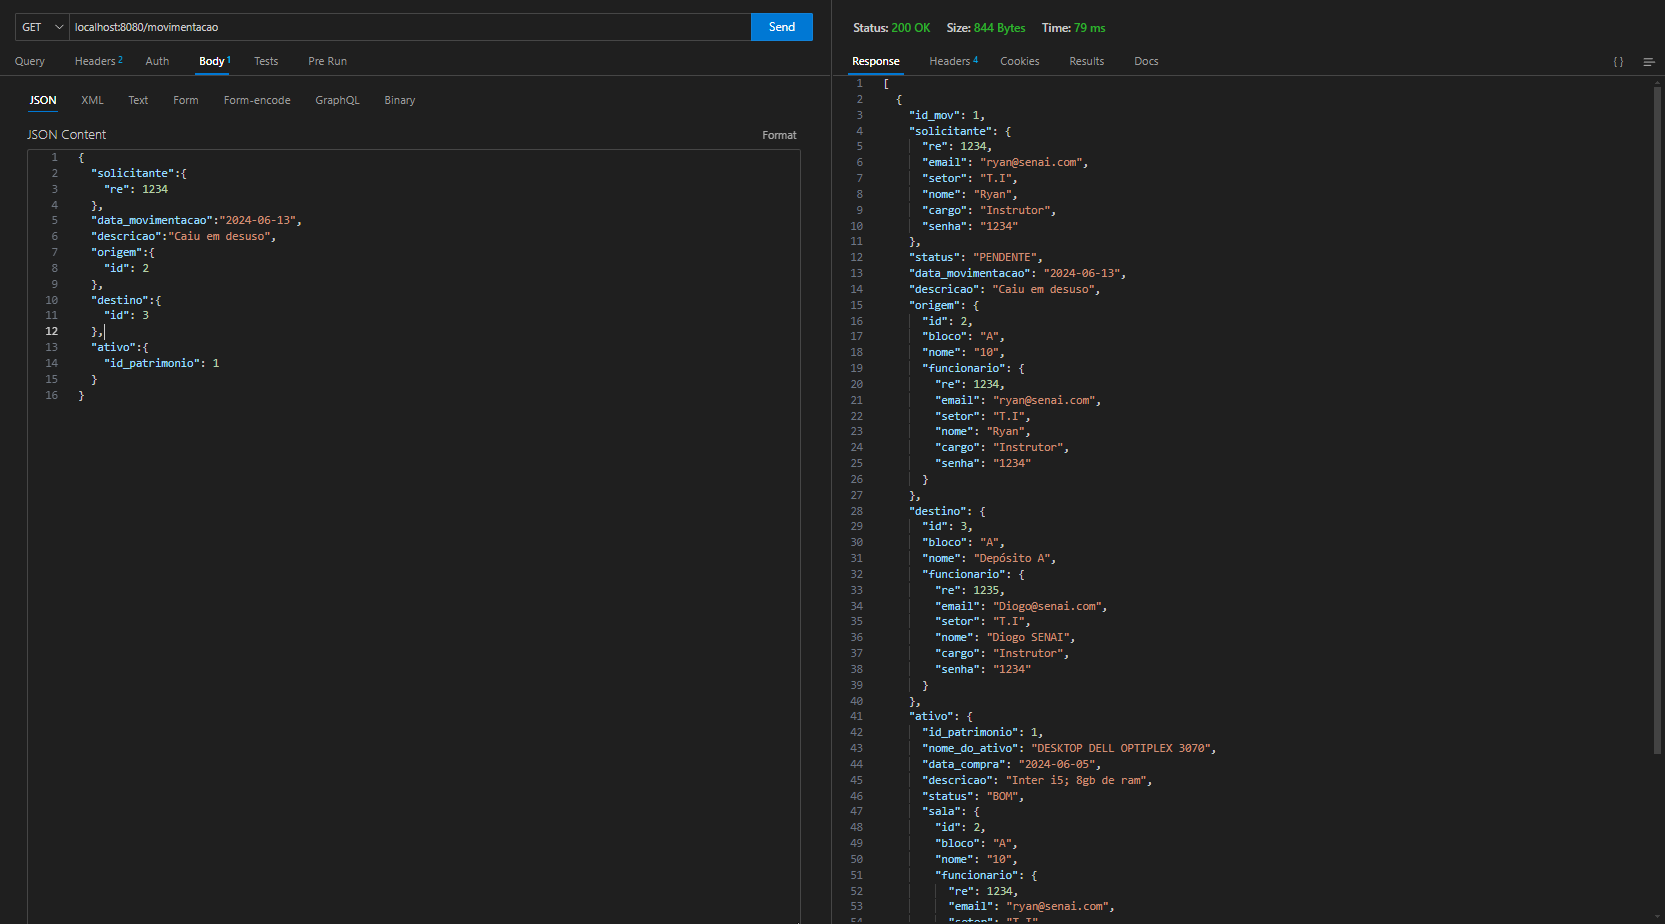 GET localhost:8080/movimentacao Send
Query Headers 2 Auth Body 1 Tests Pre Run
JSON XML Text Form Form-encode GraphQL Binary
JSON Content Format
1 {
2 "solicitante":{
3 "re": 1234
4 },
5 "data_movimentacao":"2024-06-13",
6 "descricao":"Caiu em desuso",
7 "origem":{
8 "id": 2
9 },
10 "destino":{
11 "id": 3
12 },
13 "ativo":{
14 "id_patrimonio": 1
15 }
16 }
Status: 200 OK Size: 844 Bytes Time: 79 ms
Response Headers 4 Cookies Results Docs { }
1 [
2 {
3 "id_mov": 1,
4 "solicitante": {
5 "re": 1234,
6 "email": "ryan@senai.com",
7 "setor": "T.I",
8 "nome": "Ryan",
9 "cargo": "Instrutor",
10 "senha": "1234"
11 },
12 "status": "PENDENTE",
13 "data_movimentacao": "2024-06-13",
14 "descricao": "Caiu em desuso",
15 "origem": {
16 "id": 2,
17 "bloco": "A",
18 "nome": "10",
19 "funcionario": {
20 "re": 1234,
21 "email": "ryan@senai.com",
22 "setor": "T.I",
23 "nome": "Ryan",
24 "cargo": "Instrutor",
25 "senha": "1234"
26 }
27 },
28 "destino": {
29 "id": 3,
30 "bloco": "A",
31 "nome": "Depósito A",
32 "funcionario": {
33 "re": 1235,
34 "email": "Diogo@senai.com",
35 "setor": "T.I",
36 "nome": "Diogo SENAI",
37 "cargo": "Instrutor",
38 "senha": "1234"
39 }
40 },
41 "ativo": {
42 "id_patrimonio": 1,
43 "nome_do_ativo": "DESKTOP DELL OPTIPLEX 3070",
44 "data_compra": "2024-06-05",
45 "descricao": "Inter i5; 8gb de ram",
46 "status": "BOM",
47 "sala": {
48 "id": 2,
49 "bloco": "A",
50 "nome": "10",
51 "funcionario": {
52 "re": 1234,
53 "email": "ryan@senai.com",
54 "setor": "T.I"